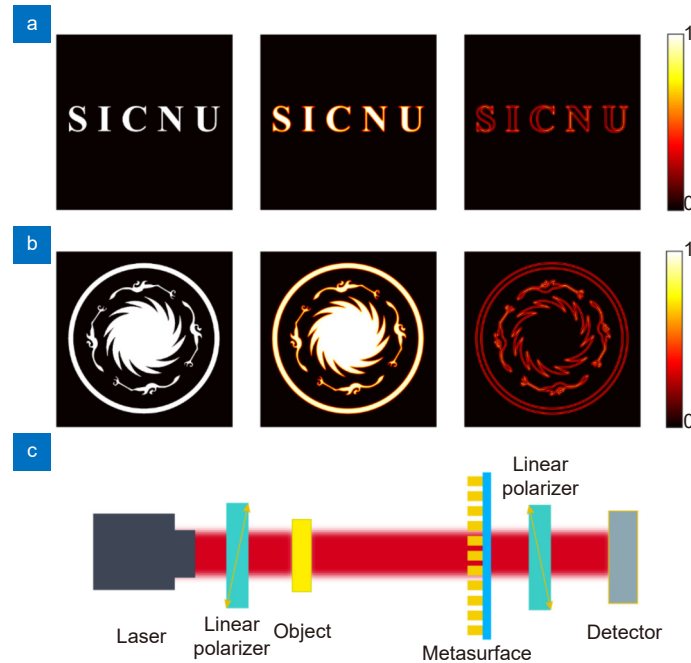 a
SICNU
SICNU
SICNU
1
0
b
1
0
c
Laser
Linear
polarizer
Object
Metasurface
Linear
polarizer
Detector